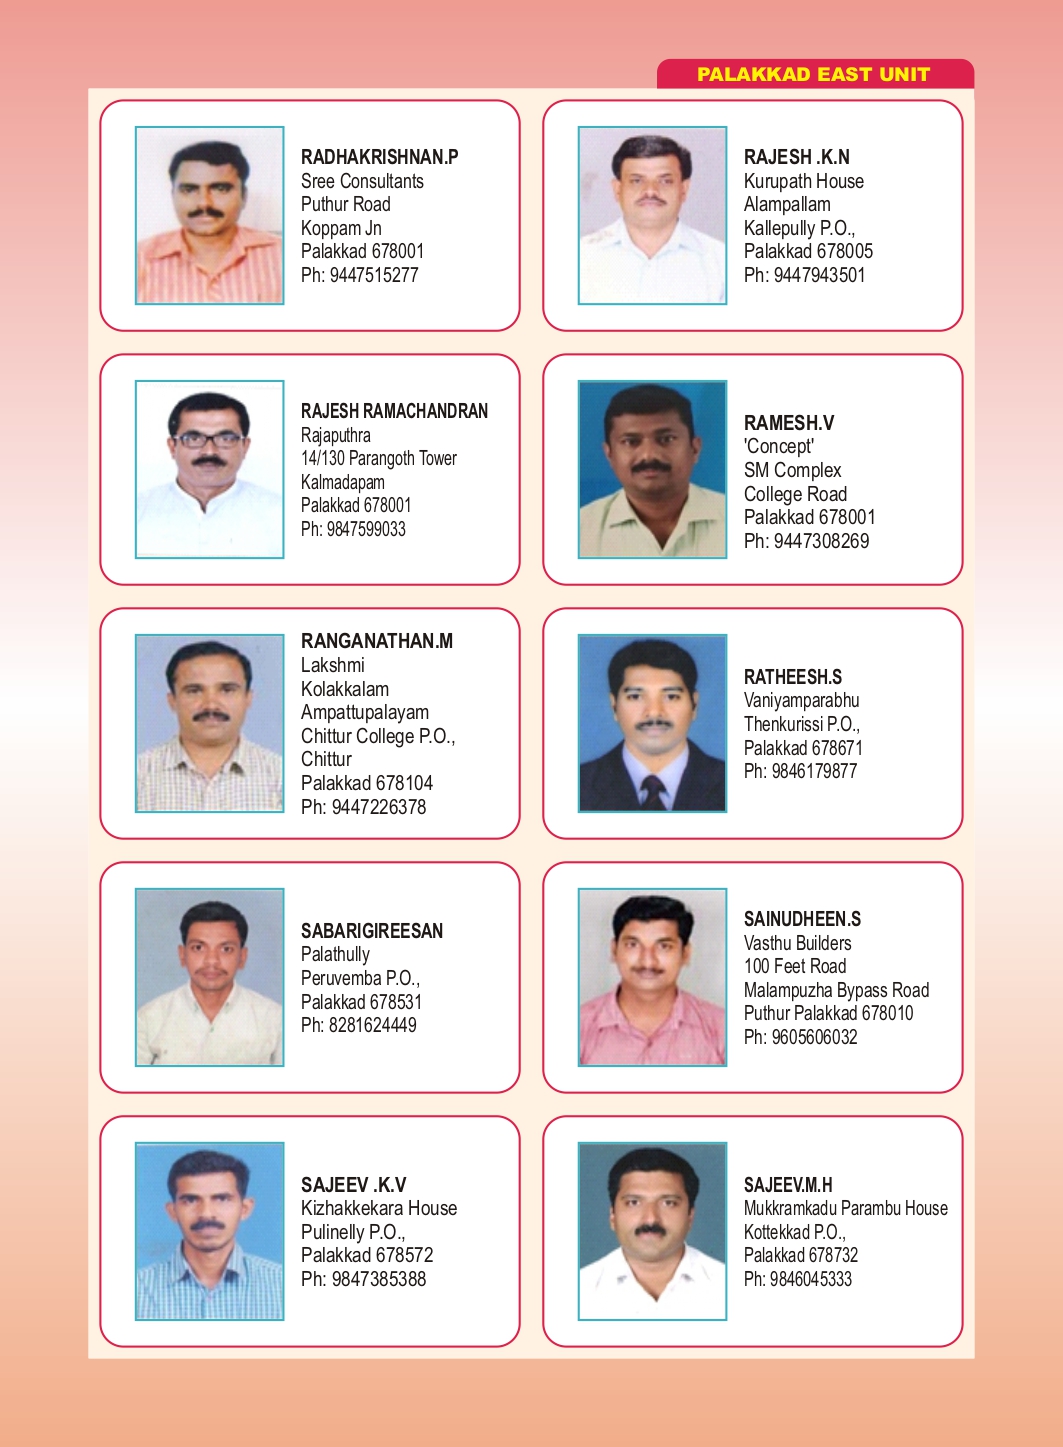 PALAKKAD EAST UNIT
RADHAKRISHNAN.P
Sree Consultants
Puthur Road
Koppam Jn
Palakkad 678001
Ph: 9447515277
RAJESH .K.N
Kurupath House
Alampallam
Kallepully P.O.,
Palakkad 678005
Ph: 9447943501
RAJESH RAMACHANDRAN
Rajaputhra
14/130 Parangoth Tower
Kalmadapam
Palakkad 678001
Ph: 9847599033
RAMESH.V
'Concept'
SM Complex
College Road
Palakkad 678001
Ph: 9447308269
RANGANATHAN.M
Lakshmi
Kolakkalam
Ampattupalayam
Chittur College P.O.,
Chittur
Palakkad 678104
Ph: 9447226378
RATHEESH.S
Vaniyamparabhu
Thenkurissi P.O.,
Palakkad 678671
Ph: 9846179877
SABARIGIREESAN
Palathully
Peruvemba P.O.,
Palakkad 678531
Ph: 8281624449
SAINUDHEEN.S
Vasthu Builders
100 Feet Road
Malampuzha Bypass Road
Puthur Palakkad 678010
Ph: 9605606032
SAJEEV .K.V
Kizhakkekara House
Pulinelly P.O.,
Palakkad 678572
Ph: 9847385388
SAJEEV.M.H
Mukkramkadu Parambu House
Kottekkad P.O.,
Palakkad 678732
Ph: 9846045333